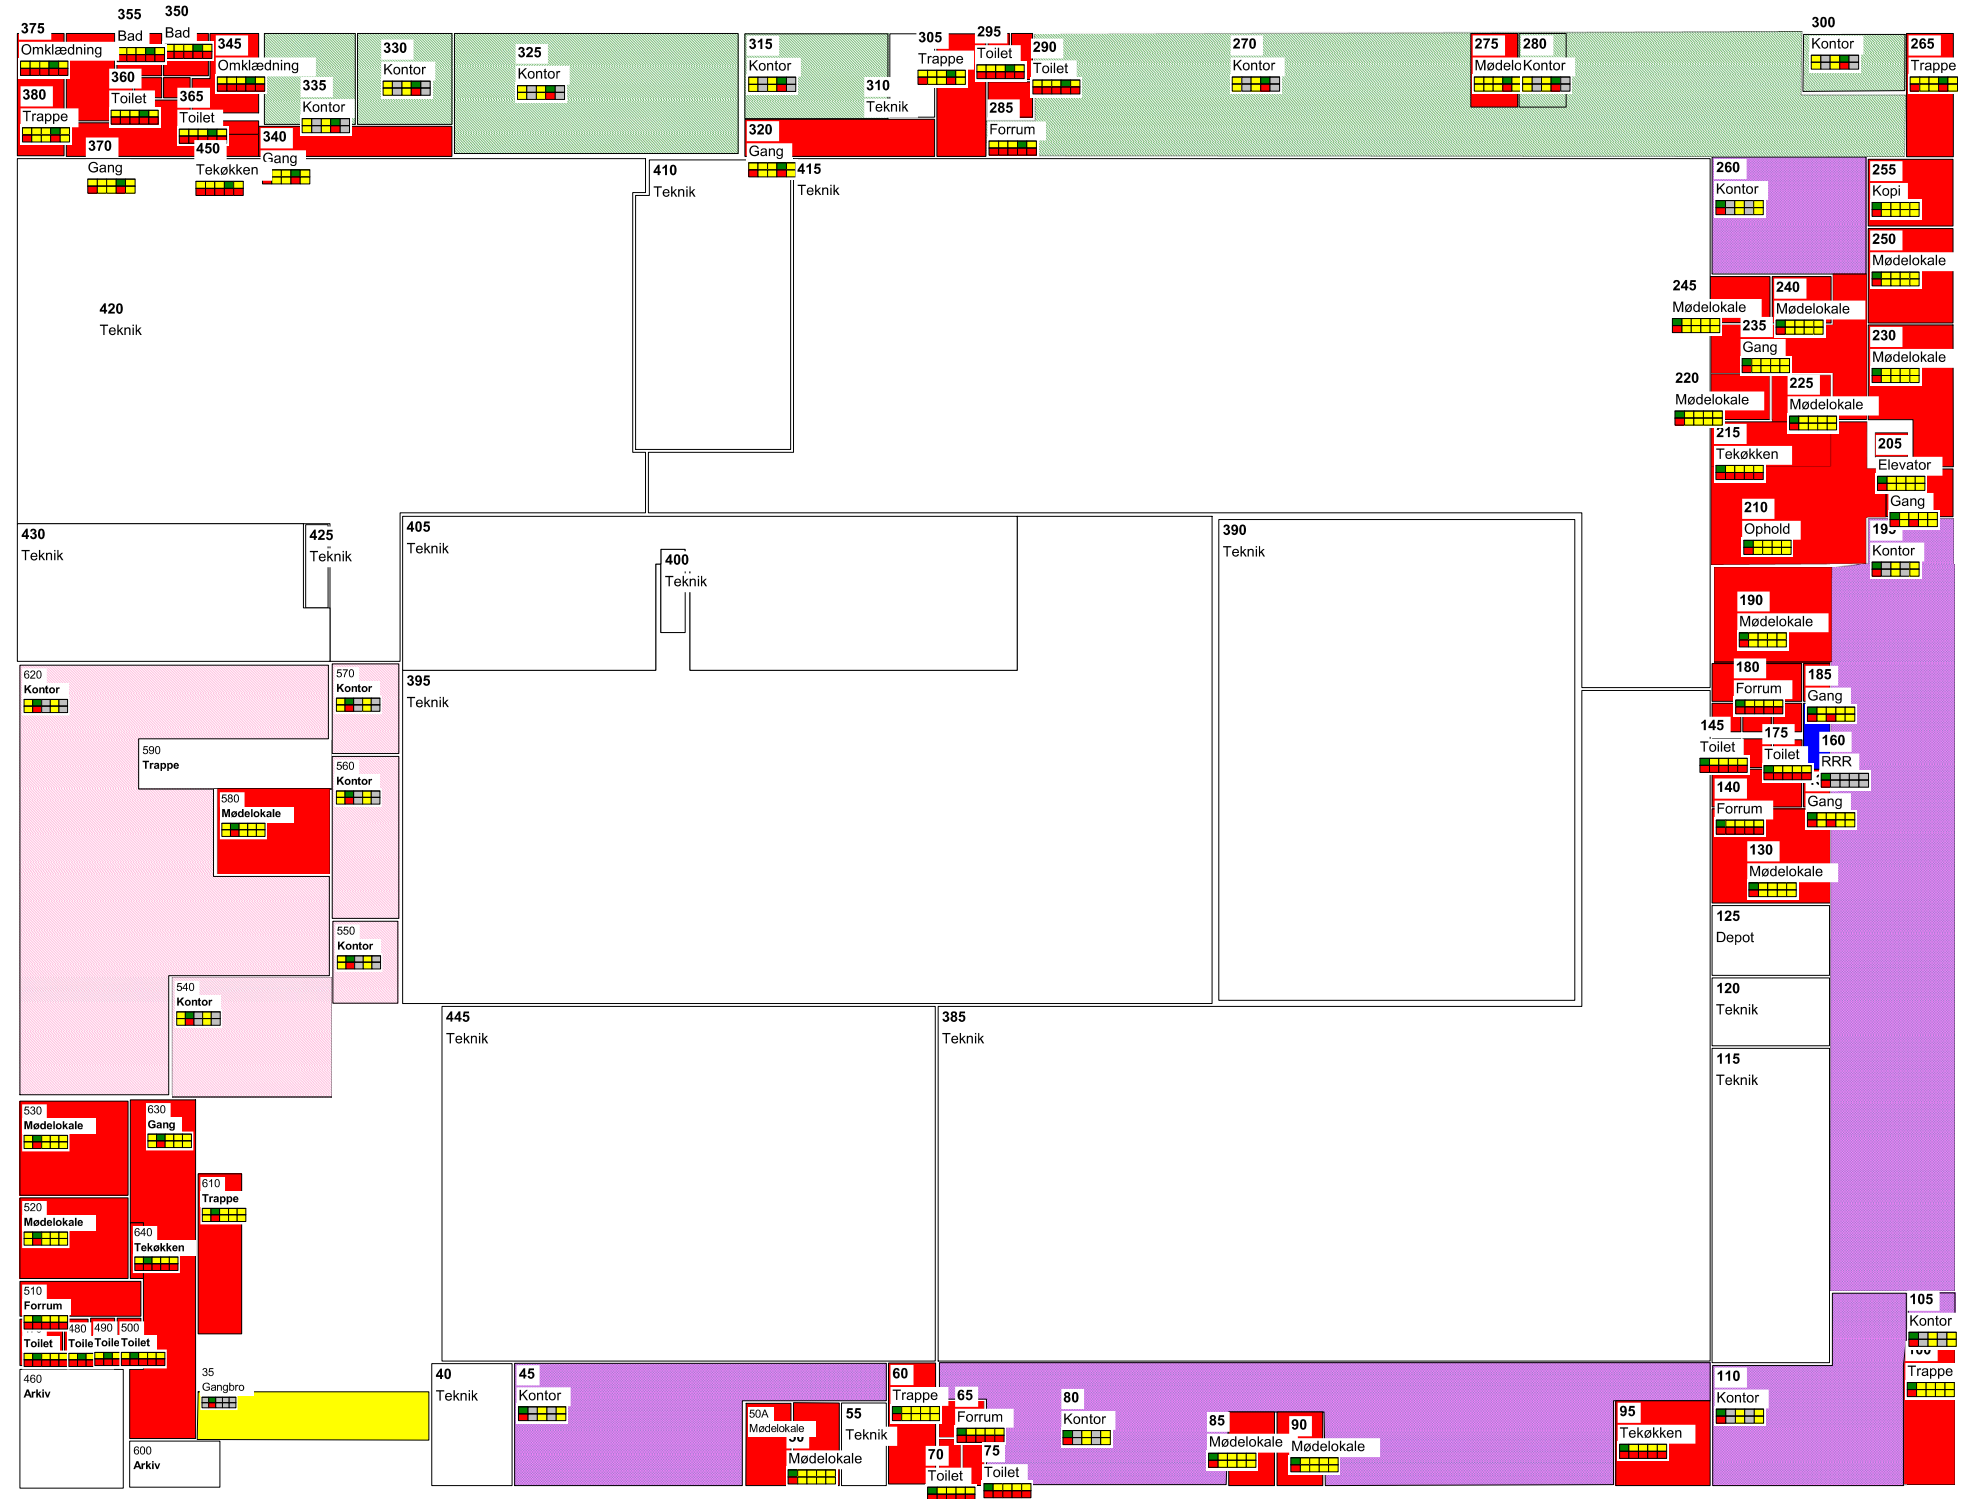 375
Omklædning
355
Bad
350
Bad
345
Omklædning
360
Toilet
365
Toilet
380
Trappe
370
Gang
450
Tekøkken
340
Gang
335
Kontor
330
Kontor
325
Kontor
315
Kontor
310
Teknik
320
Gang
305
Trappe
295
Toilet
290
Toilet
285
Forrum
270
Kontor
275
Mødelo
280
Kontor
300
Kontor
265
Trappe
410
Teknik
415
Teknik
420
Teknik
260
Kontor
255
Kopi
250
Mødelokale
245
Mødelokale
240
Mødelokale
235
Gang
230
Mødelokale
220
Mødelokale
225
Mødelokale
215
Tekøkken
205
Elevator
Gang
210
Ophold
195
Kontor
190
Mødelokale
180
Forrum
185
Gang
145
Toilet
175
Toilet
160
RRR
140
Forrum
Gang
130
Mødelokale
125
Depot
120
Teknik
115
Teknik
430
Teknik
425
Teknik
405
Teknik
400
Teknik
390
Teknik
395
Teknik
620
Kontor
570
Kontor
590
Trappe
560
Kontor
580
Mødelokale
550
Kontor
540
Kontor
445
Teknik
385
Teknik
530
Mødelokale
630
Gang
610
Trappe
520
Mødelokale
640
Tekøkken
510
Forrum
Toilet
480
Toile
490
Toile
500
Toilet
460
Arkiv
35
Gangbro
600
Arkiv
40
Teknik
45
Kontor
50A
Mødelokale
50
Mødelokale
55
Teknik
60
Trappe
65
Forrum
70
Toilet
75
Toilet
80
Kontor
85
Mødelokale
90
Mødelokale
95
Tekøkken
110
Kontor
105
Kontor
100
Trappe